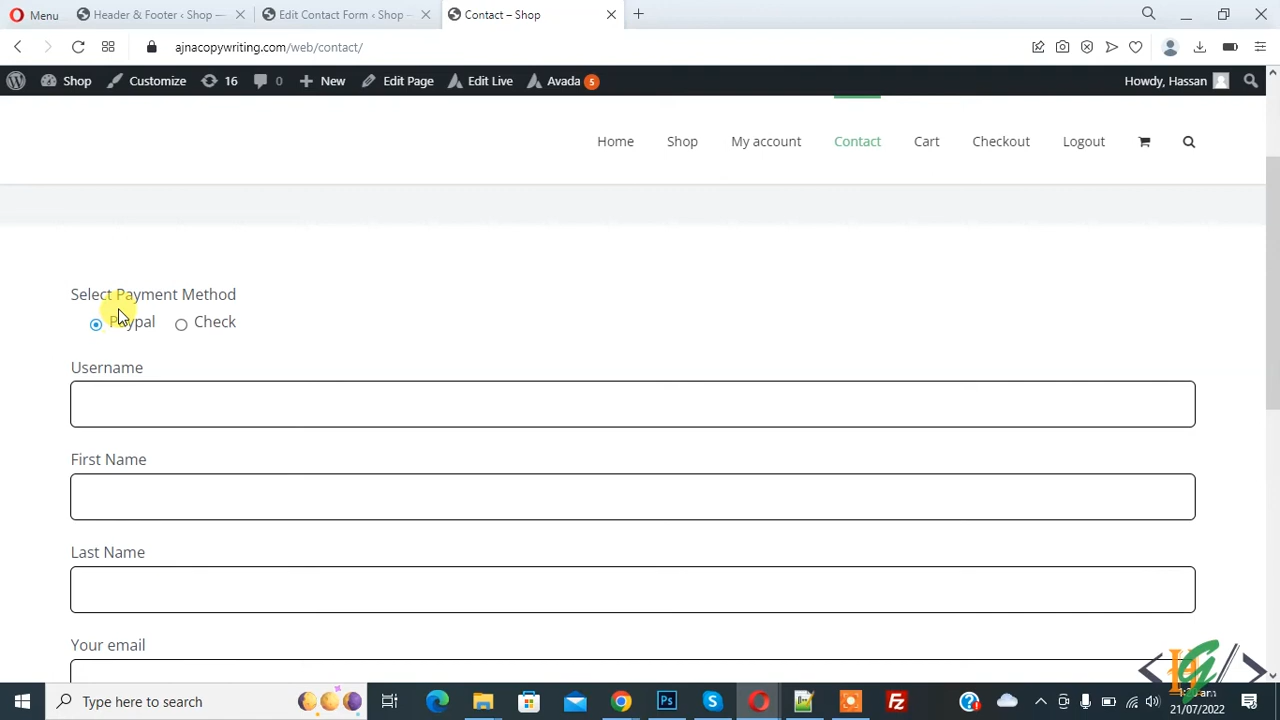 Menu
Header & Footer ‹ Shop —
Edit Contact Form ‹ Shop –
Contact – Shop
ajnacopywriting.com/web/contact/
Shop
Customize
16
0
New
Edit Page
Edit Live
Avada 5
Howdy, Hassan
Home
Shop
My account
Contact
Cart
Checkout
Logout
Select Payment Method
Paypal
Check
Username
First Name
Last Name
Your email
Type here to search
21/07/2022